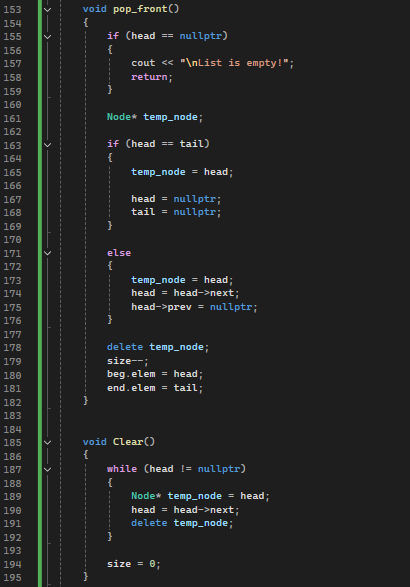 153 void pop_front()
154 {
155 if (head == nullptr)
156 {
157 cout << "\nList is empty!";
158 return;
159 }
160
161 Node* temp_node;
162
163 if (head == tail)
164 {
165 temp_node = head;
166
167 head = nullptr;
168 tail = nullptr;
169 }
170
171 else
172 {
173 temp_node = head;
174 head = head->next;
175 head->prev = nullptr;
176 }
177
178 delete temp_node;
179 size--;
180 beg.elem = head;
181 end.elem = tail;
182 }
183
184
185 void Clear()
186 {
187 while (head != nullptr)
188 {
189 Node* temp_node = head;
190 head = head->next;
191 delete temp_node;
192 }
193
194 size = 0;
195 }